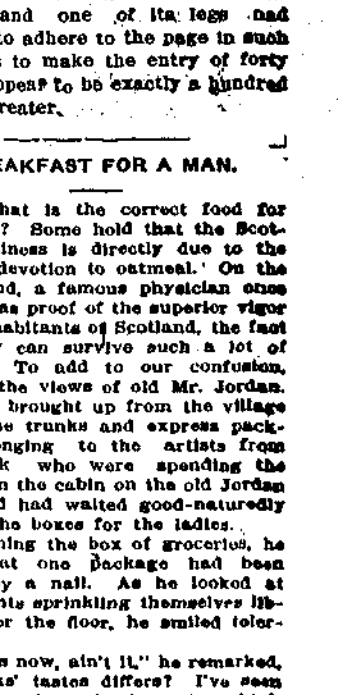 and one of its legs had
to adhere to the page in such
s to make the entry of forty
ppear to be exactly a hundred
reater.
EAKFAST FOR A MAN.
hat is the correct food for
? Some hold that the Scot-
iness is directly due to the
devotion to oatmeal. On the
nd, a famous physician once
as proof of the superior vigor
habitants of Scotland, the fact
y can survive such a lot of
To add to our confusion,
the views of old Mr. Jordan.
brought up from the village
se trunks and express pack-
onging to the artists from
k who were spending the
n the cabin on the old Jordan
d had waited good-naturedly
he boxes for the ladies.
ning the box of groceries, he
at one package had been
y a nail. As he looked at
nts sprinkling themselves lib-
or the floor, he smiled toler-
s now, ain't it," he remarked.
ks' tastes differs? I've seen